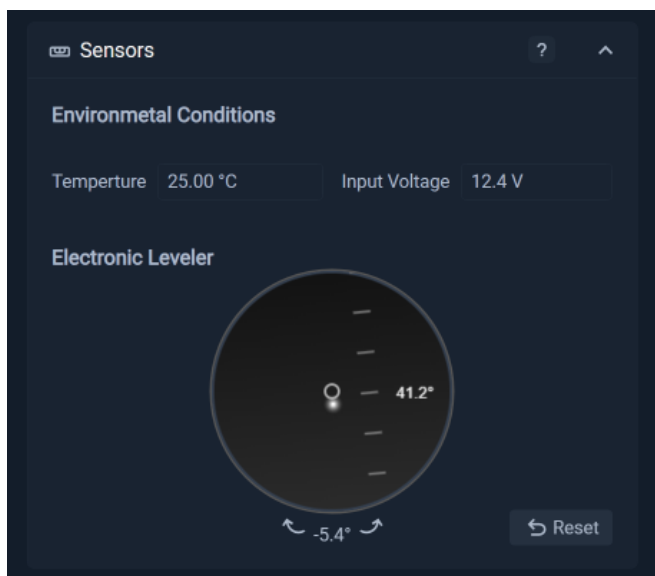 Sensors ?
Environmetal Conditions
Temperture 25.00 °C Input Voltage 12.4 V
Electronic Leveler
41.2°
-5.4°
Reset